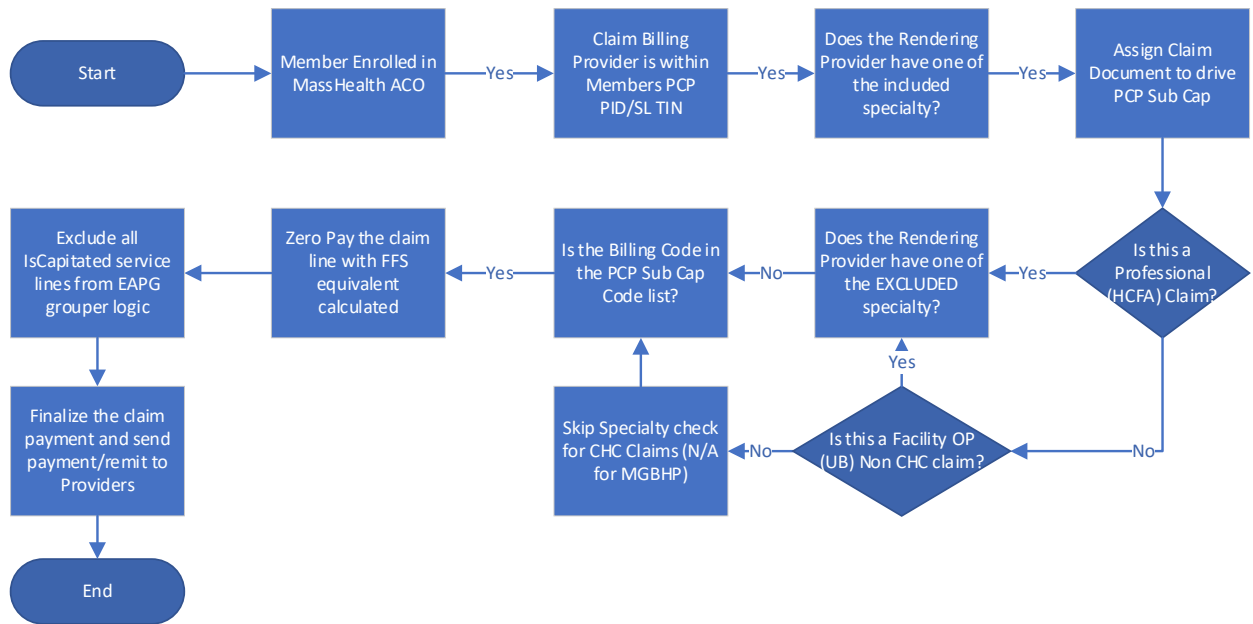 Start
Member Enrolled in
MassHealth ACO
Yes
Claim Billing
Provider is within
Members PCP
PID/SL TIN
Yes
Does the Rendering
Provider have one of
the included
specialty?
Yes
Assign Claim
Document to drive
PCP Sub Cap
Is this a
Professional
(HCFA) Claim?
Yes
Does the Rendering
Provider have one of
the EXCLUDED
specialty?
No
Is the Billing Code in
the PCP Sub Cap
Code list?
Yes
Zero Pay the claim
line with FFS
equivalent
calculated
Exclude all
IsCapitated service
lines from EAPG
grouper logic
No
Is this a Facility OP
(UB) Non CHC claim?
Yes
No
Skip Specialty check
for CHC Claims (N/A
for MGBHP)
Finalize the claim
payment and send
payment/remit to
Providers
End